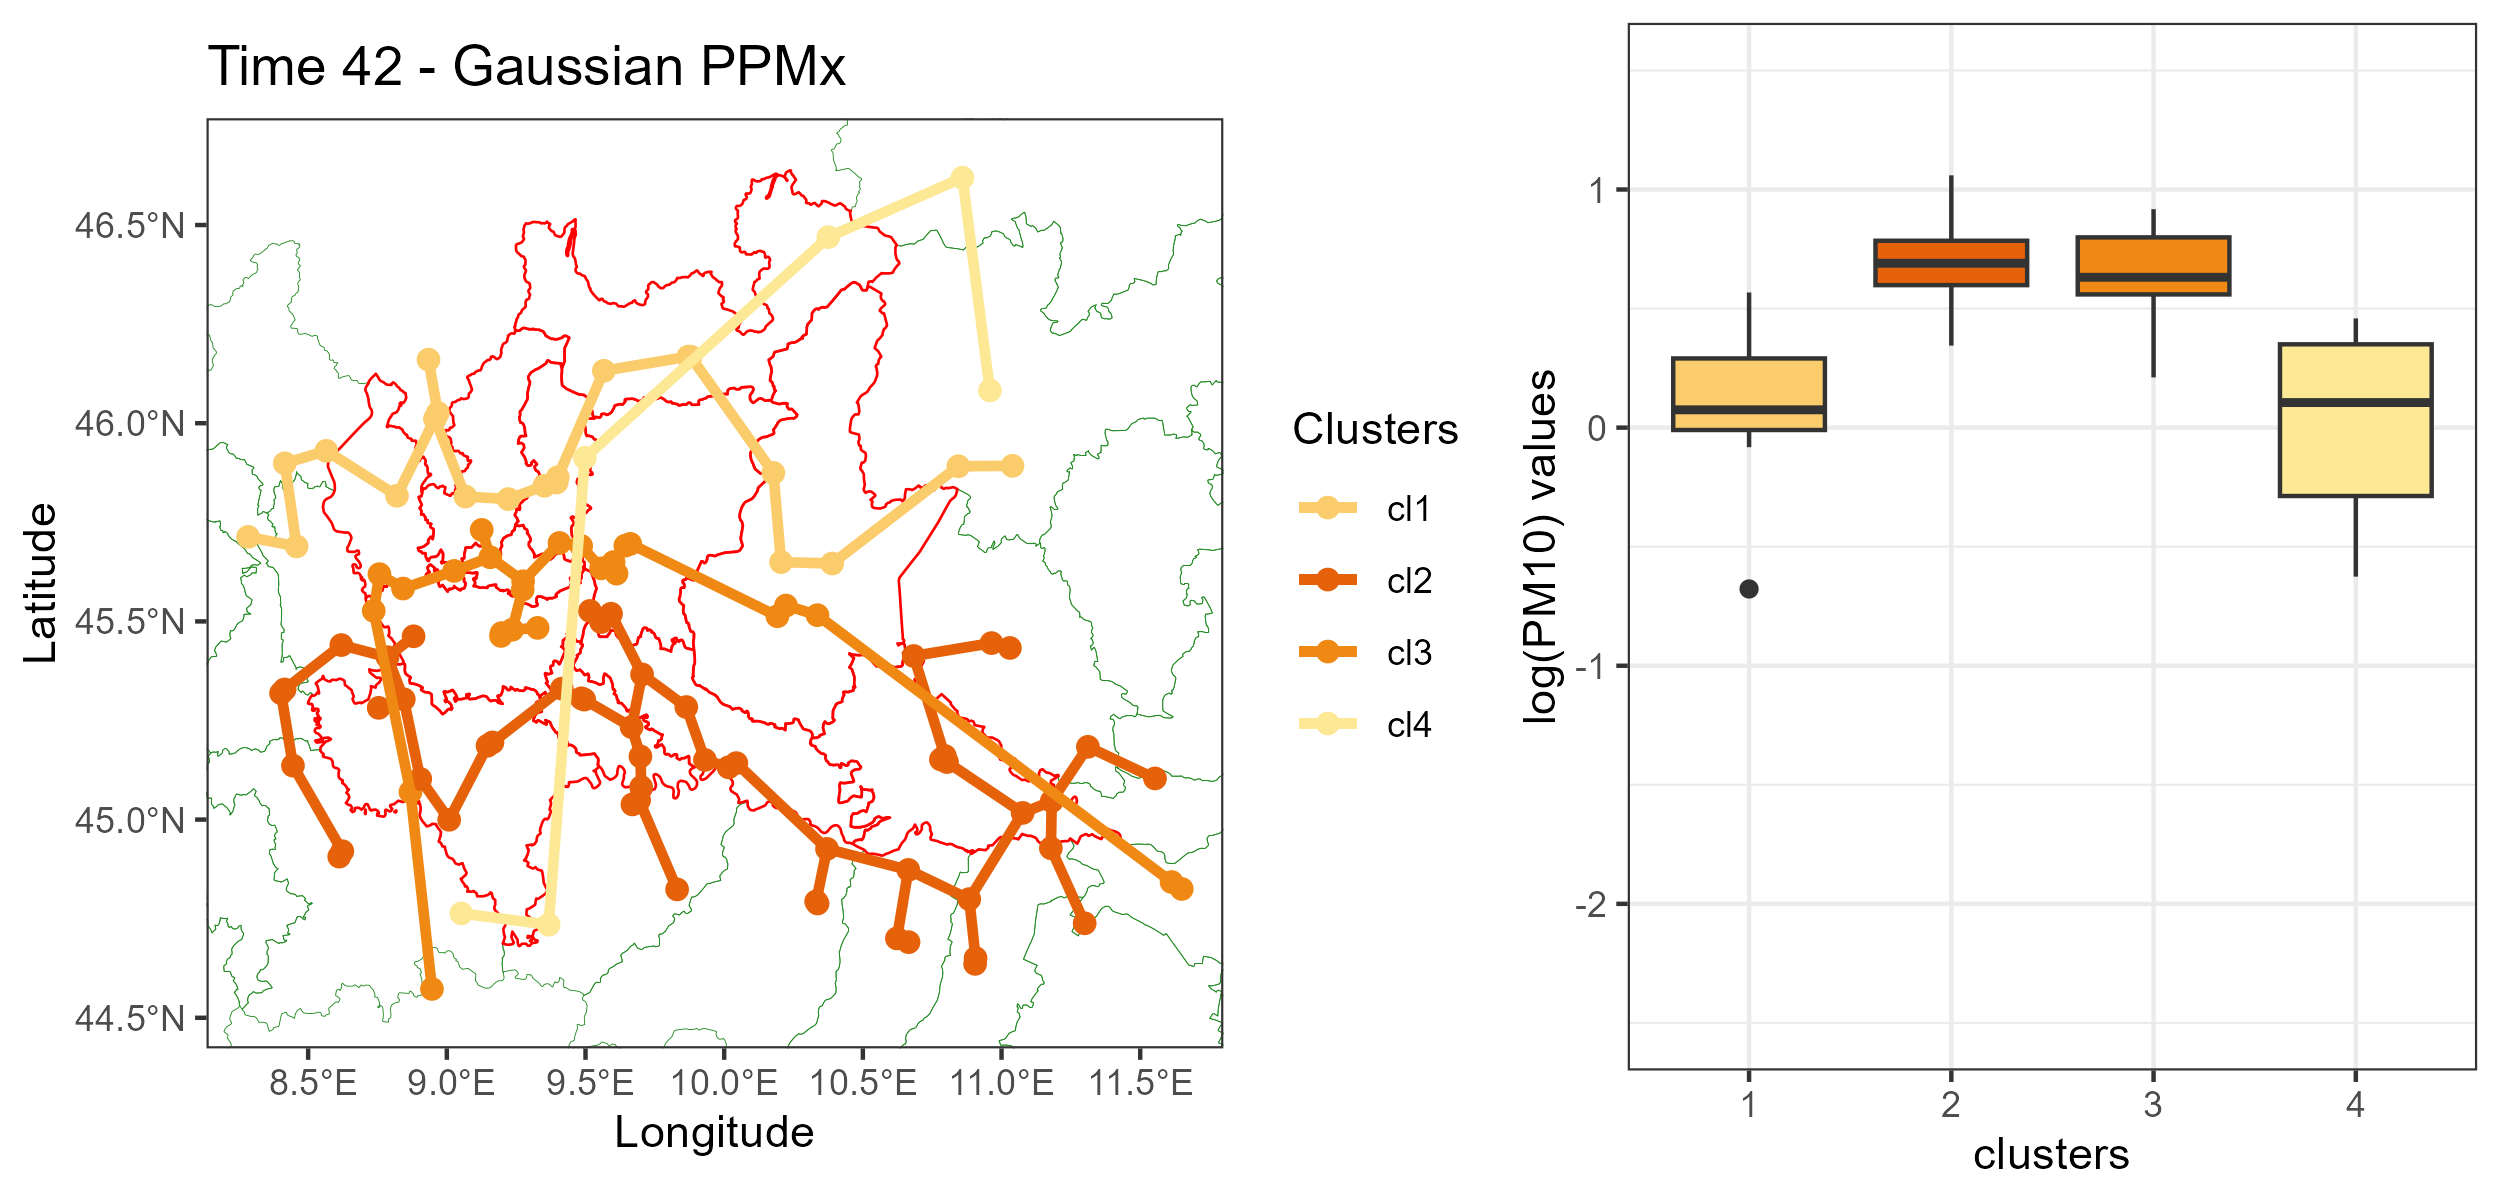 Time 42 - Gaussian PPMx
Latitude
46.5°N
46.0°N
45.5°N
45.0°N
44.5°N
8.5°E 9.0°E 9.5°E 10.0°E 10.5°E 11.0°E 11.5°E
Longitude
Clusters
cl1
cl2
cl3
cl4
log(PM10) values
1
0
-1
-2
1 2 3 4
clusters